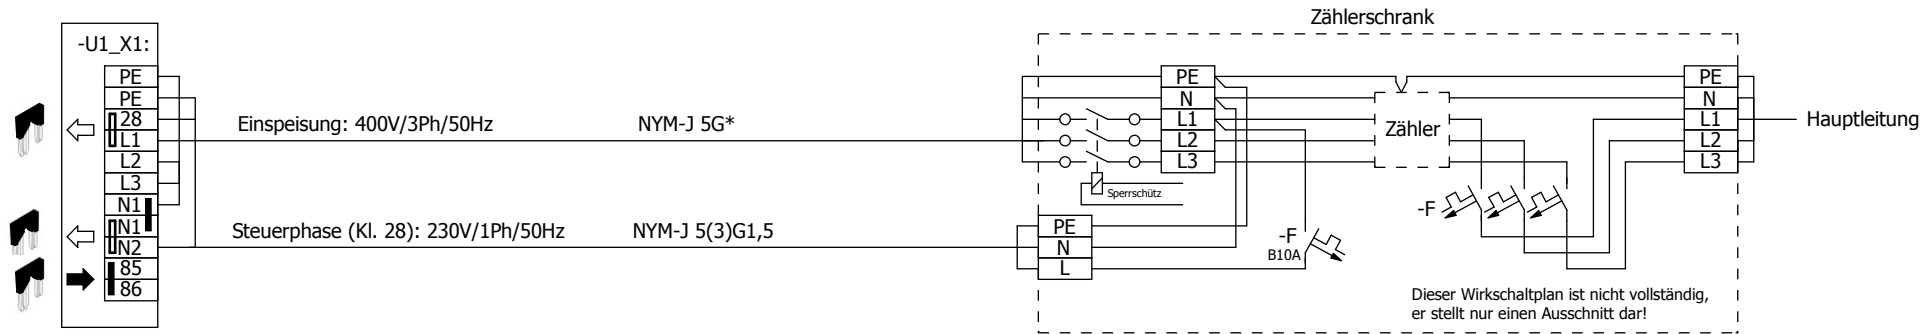 Zählerschrank
-U1_X1:
PE
PE
28
L1
L2
L3
N1
N1
N2
85
86
Einspeisung: 400V/3Ph/50Hz
NYM-J 5G*
Steuerphase (Kl. 28): 230V/1Ph/50Hz
NYM-J 5(3)G1,5
PE
N
L1
L2
L3
Sperrschütz
PE
N
L
-F
B10A
Zähler
-F
PE
N
L1
L2
L3
Hauptleitung
Dieser Wirkschaltplan ist nicht vollständig,
er stellt nur einen Ausschnitt dar!